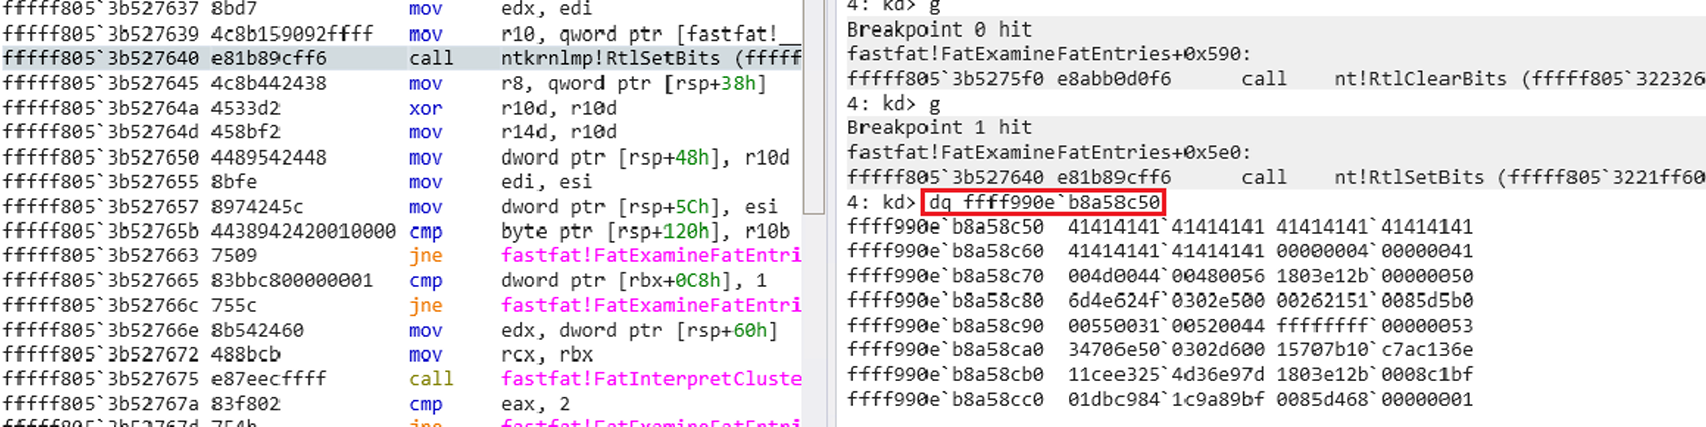 fffff805`3b527637 8bd7 mov edx, edi
fffff805`3b527639 4c8b159092ffff mov r10, qword ptr [fastfat!__
fffff805`3b527640 e81b89cff6 call ntkrnlmp!RtlSetBits (fffff
fffff805`3b527645 4c8b442438 mov r8, qword ptr [rsp+38h]
fffff805`3b52764a 4533d2 xor r10d, r10d
fffff805`3b52764d 458bf2 mov r14d, r10d
fffff805`3b527650 4489542448 mov dword ptr [rsp+48h], r10d
fffff805`3b527655 8bfe mov edi, esi
fffff805`3b527657 8974245c mov dword ptr [rsp+5Ch], esi
fffff805`3b52765b 4438942420010000 cmp byte ptr [rsp+120h], r10b
fffff805`3b527663 7509 jne fastfat!FatExamineFatEntri
fffff805`3b527665 83bbc800000001 cmp dword ptr [rbx+0C8h], 1
fffff805`3b52766c 755c jne fastfat!FatExamineFatEntri
fffff805`3b52766e 8b542460 mov edx, dword ptr [rsp+60h]
fffff805`3b527672 488bcb mov rcx, rbx
fffff805`3b527675 e87eecffff call fastfat!FatInterpretCluste
fffff805`3b52767a 83f802 cmp eax, 2
fffff805`3b52767d 754b jne fastfat!FatExamineFatEntri
4: kd> g
Breakpoint 0 hit
fastfat!FatExamineFatEntries+0x590:
fffff805`3b5275f0 e8abb0d0f6 call nt!RtlClearBits (fffff805`322326
4: kd> g
Breakpoint 1 hit
fastfat!FatExamineFatEntries+0x5e0:
fffff805`3b527640 e81b89cff6 call nt!RtlSetBits (fffff805`3221ff60
4: kd> dq ffff990e`b8a58c50
ffff990e`b8a58c50 41414141`41414141 41414141`41414141
ffff990e`b8a58c60 41414141`41414141 00000004`00000041
ffff990e`b8a58c70 004d0044`00480056 1803e12b`00000050
ffff990e`b8a58c80 6d4e624f`0302e500 00262151`0085d5b0
ffff990e`b8a58c90 00550031`00520044 ffffffff`00000053
ffff990e`b8a58ca0 34706e50`0302d600 15707b10`c7ac136e
ffff990e`b8a58cb0 11cee325`4d36e97d 1803e12b`0008c1bf
ffff990e`b8a58cc0 01dbc984`1c9a89bf 0085d468`00000001